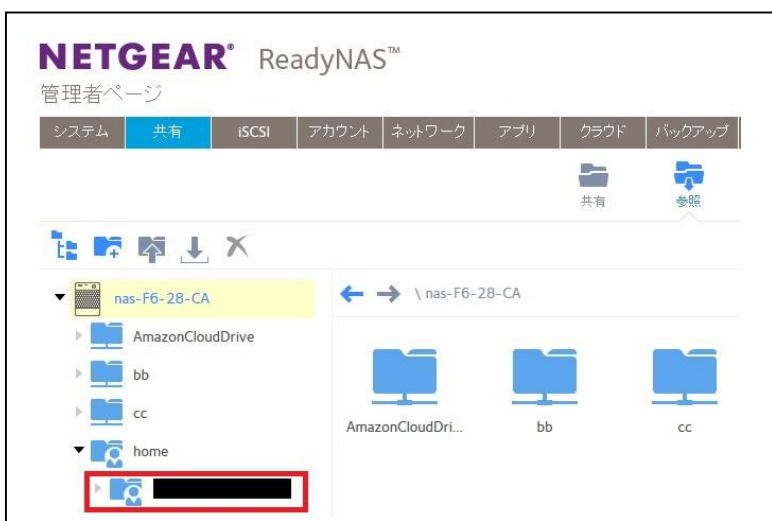 NETGEAR® ReadyNAS™
管理者ページ
システム 共有 iSCSI アカウント ネットワーク アプリ クラウド バックアップ
共有 参照
nas-F6-28-CA
\ nas-F6-28-CA
AmazonCloudDrive
bb
cc
AmazonCloudDri... bb cc
home